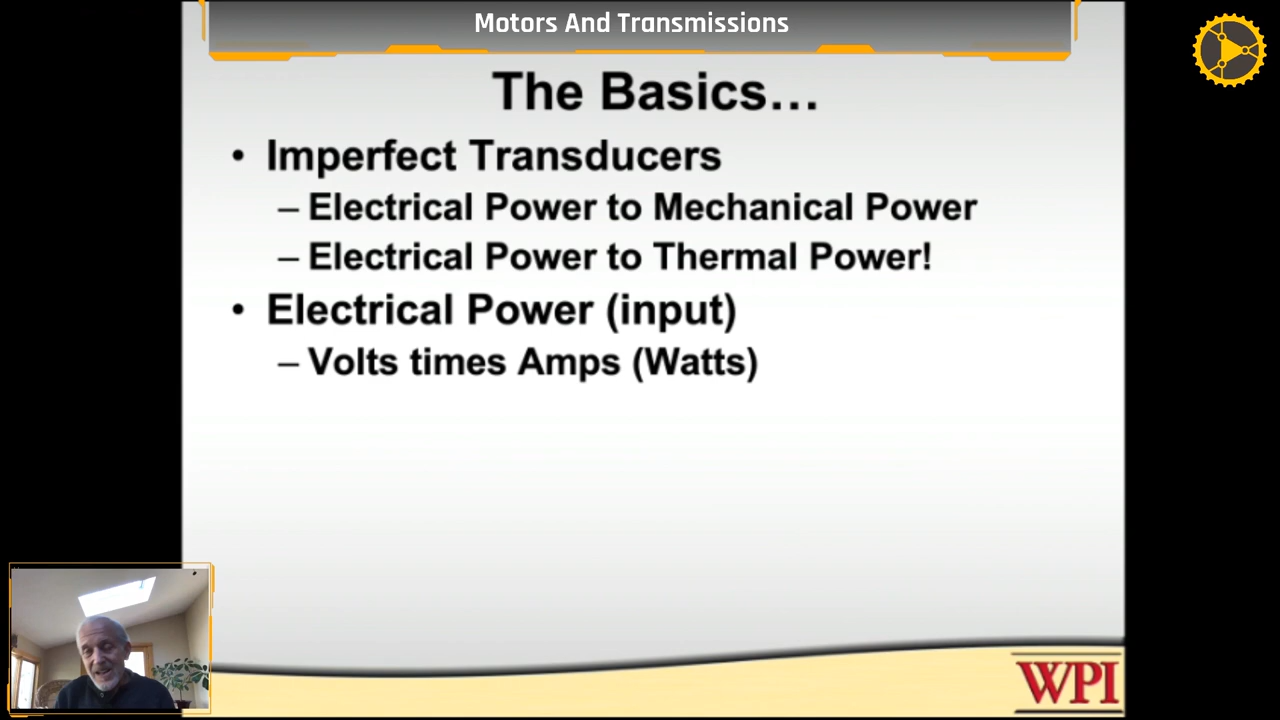 Motors And Transmissions
The Basics…
• Imperfect Transducers
– Electrical Power to Mechanical Power
– Electrical Power to Thermal Power!
• Electrical Power (input)
– Volts times Amps (Watts)
WPI